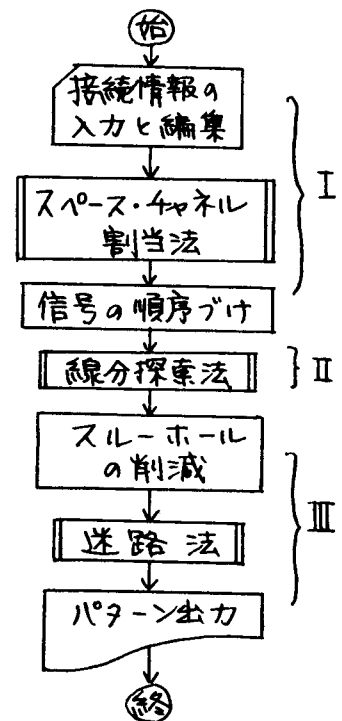 始
接続情報の
入力と編集
スペース・チャネル
割当法
I
信号の順序づけ
線分探索法
II
スルーホール
の削減
迷路法
III
パターン出力
終